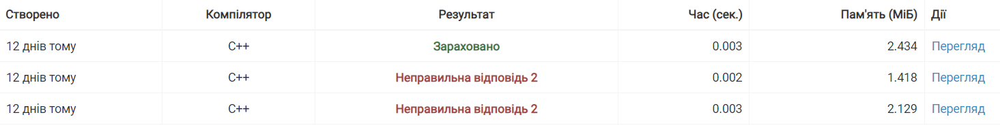 Створено Компілятор Результат Час (сек.) Пам'ять (МіБ) Дії
12 днів тому C++ Зараховано 0.003 2.434 Перегляд
12 днів тому C++ Неправильна відповідь 2 0.002 1.418 Перегляд
12 днів тому C++ Неправильна відповідь 2 0.003 2.129 Перегляд